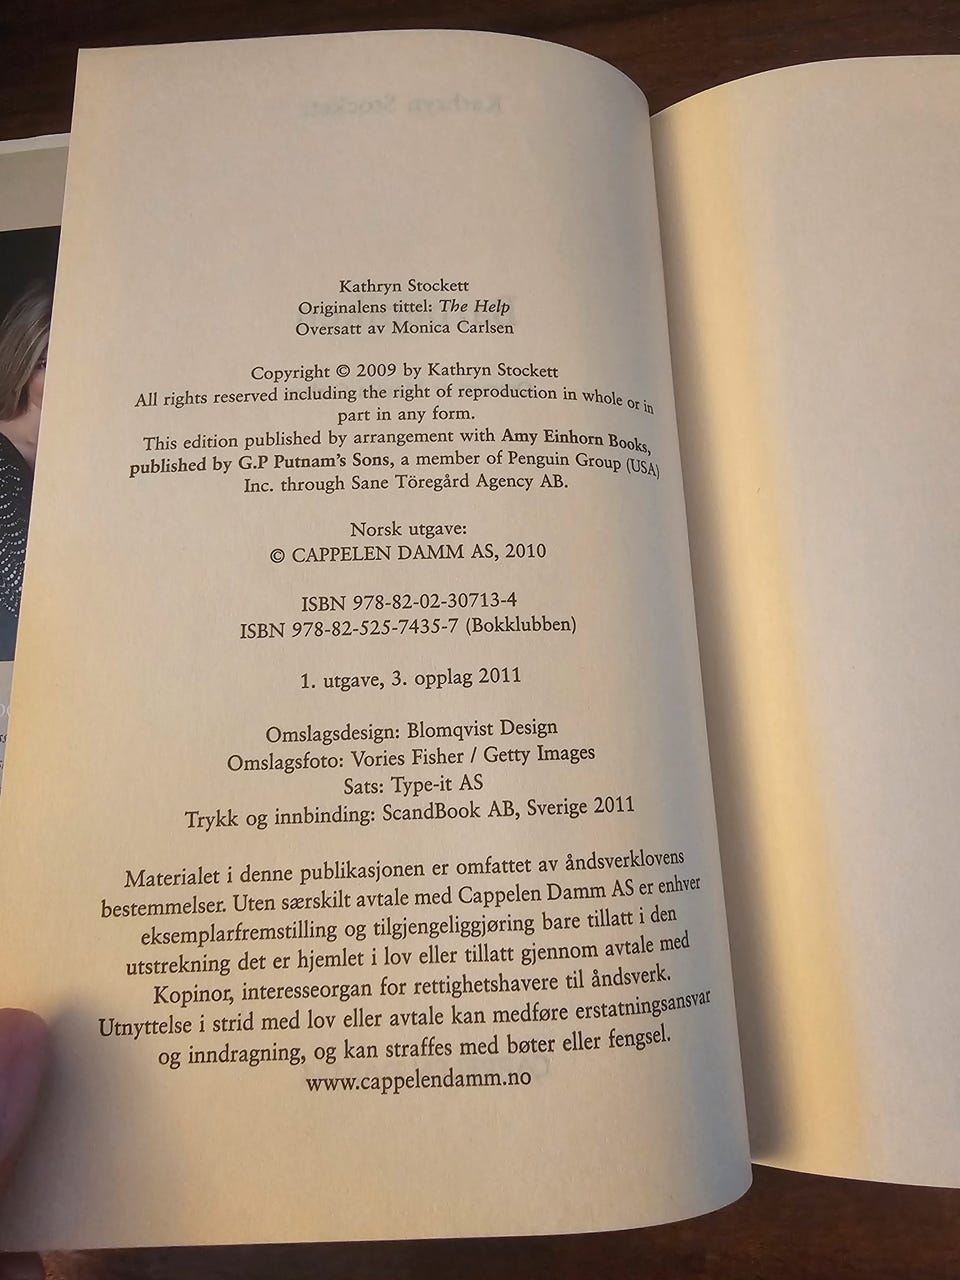 Kathryn Stockett
Kathryn Stockett
Originalens tittel: The Help
Oversatt av Monica Carlsen
Copyright © 2009 by Kathryn Stockett
All rights reserved including the right of reproduction in whole or in
part in any form.
This edition published by arrangement with Amy Einhorn Books,
published by G.P Putnam's Sons, a member of Penguin Group (USA)
Inc. through Sane Töregård Agency AB.
Norsk utgave:
© CAPPELEN DAMM AS, 2010
ISBN 978-82-02-30713-4
ISBN 978-82-525-7435-7 (Bokklubben)
1. utgave, 3. opplag 2011
Omslagsdesign: Blomqvist Design
Omslagsfoto: Vories Fisher / Getty Images
Sats: Type-it AS
Trykk og innbinding: ScandBook AB, Sverige 2011
Materialet i denne publikasjonen er omfattet av åndsverklovens
bestemmelser. Uten særskilt avtale med Cappelen Damm AS er enhver
eksemplarfremstilling og tilgjengeliggjøring bare tillatt i den
utstrekning det er hjemlet i lov eller tillatt gjennom avtale med
Kopinor, interesseorgan for rettighetshavere til åndsverk.
Utnyttelse i strid med lov eller avtale kan medføre erstatningsansvar
og inndragning, og kan straffes med bøter eller fengsel.
www.cappelendamm.no